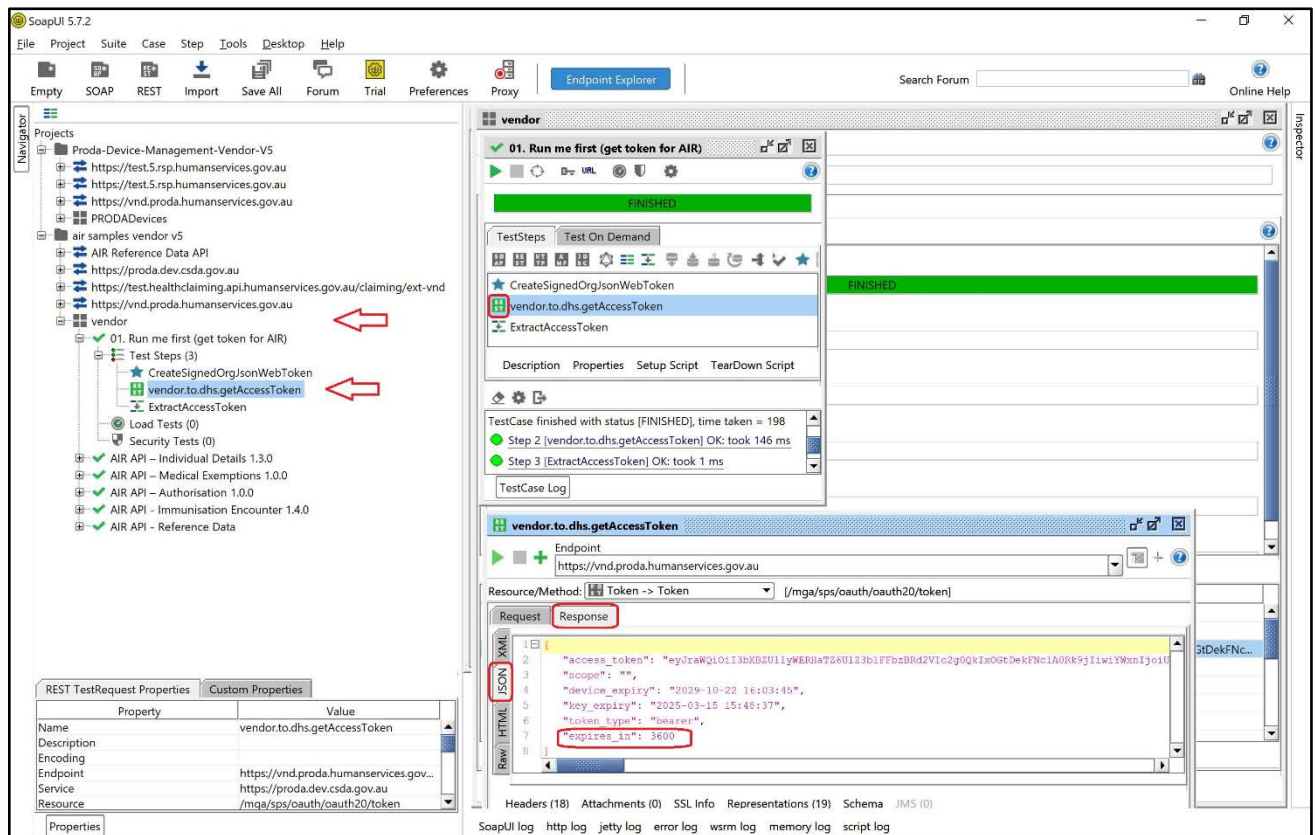 SoapUI 5.7.2
File Project Suite Case Step Tools Desktop Help
Empty SOAP REST Import Save All Forum Trial Preferences Proxy Endpoint Explorer Search Forum Online Help
Navigator
Projects
Proda-Device-Management-Vendor-V5
https://test.5.rsp.humanservices.gov.au
https://test.5.rsp.humanservices.gov.au
https://vnd.proda.humanservices.gov.au
PRODADevices
air samples vendor v5
AIR Reference Data API
https://proda.dev.csda.gov.au
https://test.healthclaiming.api.humanservices.gov.au/claiming/ext-vnd
https://vnd.proda.humanservices.gov.au
vendor
01. Run me first (get token for AIR)
Test Steps (3)
CreateSignedOrgJsonWebToken
vendor.to.dhs.getAccessToken
ExtractAccessToken
Load Tests (0)
Security Tests (0)
AIR API – Individual Details 1.3.0
AIR API – Medical Exemptions 1.0.0
AIR API – Authorisation 1.0.0
AIR API - Immunisation Encounter 1.4.0
AIR API - Reference Data
REST TestRequest Properties Custom Properties
Property Value
Name vendor.to.dhs.getAccessToken
Description
Encoding
Endpoint https://vnd.proda.humanservices.gov...
Service https://proda.dev.csda.gov.au
Resource /mga/sps/oauth/oauth20/token
Properties
vendor
01. Run me first (get token for AIR)
URL
FINISHED
TestSteps Test On Demand
CreateSignedOrgJsonWebToken
vendor.to.dhs.getAccessToken
ExtractAccessToken
Description Properties Setup Script TearDown Script
TestCase finished with status [FINISHED], time taken = 198
Step 2 [vendor.to.dhs.getAccessToken] OK: took 146 ms
Step 3 [ExtractAccessToken] OK: took 1 ms
TestCase Log
FINISHED
vendor.to.dhs.getAccessToken
Endpoint
https://vnd.proda.humanservices.gov.au
Resource/Method: Token -> Token [/mga/sps/oauth/oauth20/token]
Request Response
XML
JSON
HTML
Raw
1 {
2 "access_token":
3 "scope": "",
4 "device_expiry": "2029-10-22 16:03:45",
5 "key_expiry": "2025-03-15 15:48:37",
6 "token_type": "bearer",
7 "expires_in": 3600
8 }
Headers (18) Attachments (0) SSL Info Representations (19) Schema JMS (0)
SoapUI log http log jetty log error log wsrm log memory log script log
Inspector